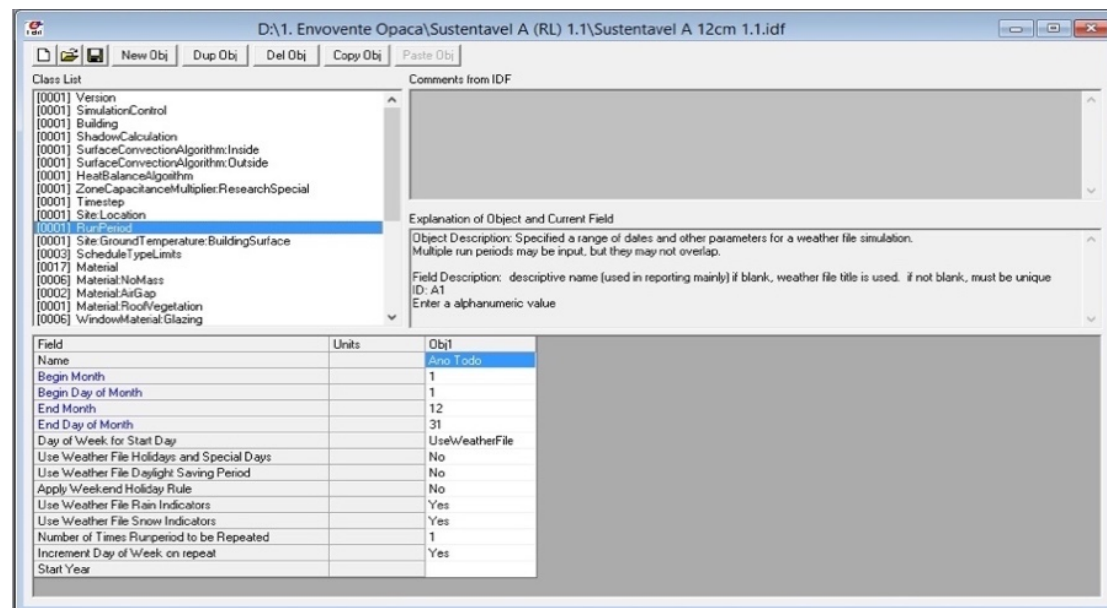 D:\1. Envovente Opaca\Sustentavel A (RL) 1.1\Sustentavel A 12cm 1.1.idf
New Obj Dup Obj Del Obj Copy Obj Paste Obj
Class List
[0001] Version
[0001] SimulationControl
[0001] Building
[0001] ShadowCalculation
[0001] SurfaceConvectionAlgorithm:Inside
[0001] SurfaceConvectionAlgorithm:Outside
[0001] HeatBalanceAlgorithm
[0001] ZoneCapacitanceMultiplier:ResearchSpecial
[0001] Timestep
[0001] Site:Location
[0001] RunPeriod
[0001] Site:GroundTemperature:BuildingSurface
[0003] ScheduleTypeLimits
[0017] Material
[0006] Material:NoMass
[0002] Material:AirGap
[0001] Material:RoofVegetation
[0006] WindowMaterial:Glazing
Comments from IDF
Explanation of Object and Current Field
Object Description: Specified a range of dates and other parameters for a weather file simulation.
Multiple run periods may be input, but they may not overlap.
Field Description: descriptive name (used in reporting mainly) if blank, weather file title is used. if not blank, must be unique
ID: A1
Enter a alphanumeric value
Field Units Obj1
Name Ano Todo
Begin Month 1
Begin Day of Month 1
End Month 12
End Day of Month 31
Day of Week for Start Day UseWeatherFile
Use Weather File Holidays and Special Days No
Use Weather File Daylight Saving Period No
Apply Weekend Holiday Rule No
Use Weather File Rain Indicators Yes
Use Weather File Snow Indicators Yes
Number of Times Runperiod to be Repeated 1
Increment Day of Week on repeat Yes
Start Year